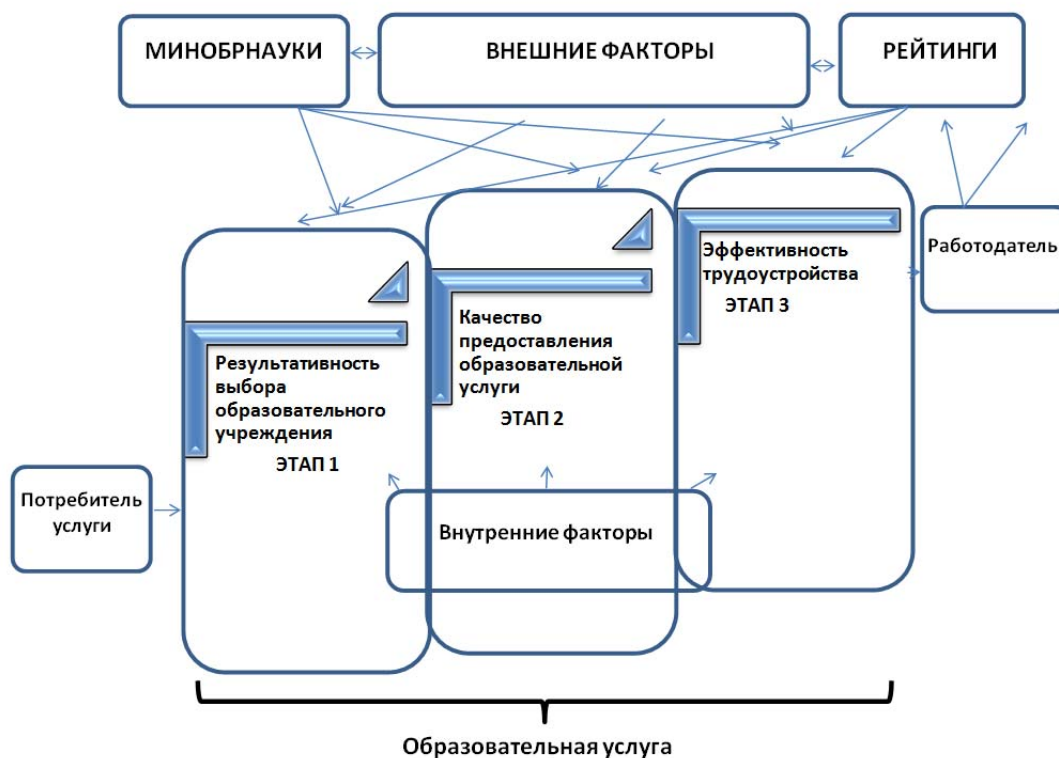 МИНОБРНАУКИ
ВНЕШНИЕ ФАКТОРЫ
РЕЙТИНГИ
Эффективность
трудоустройства
ЭТАП 3
Работодатель
Качество
предоставления
образовательной
услуги
ЭТАП 2
Результативность
выбора
образовательного
учреждения
ЭТАП 1
Потребитель
услуги
Внутренние факторы
Образовательная услуга